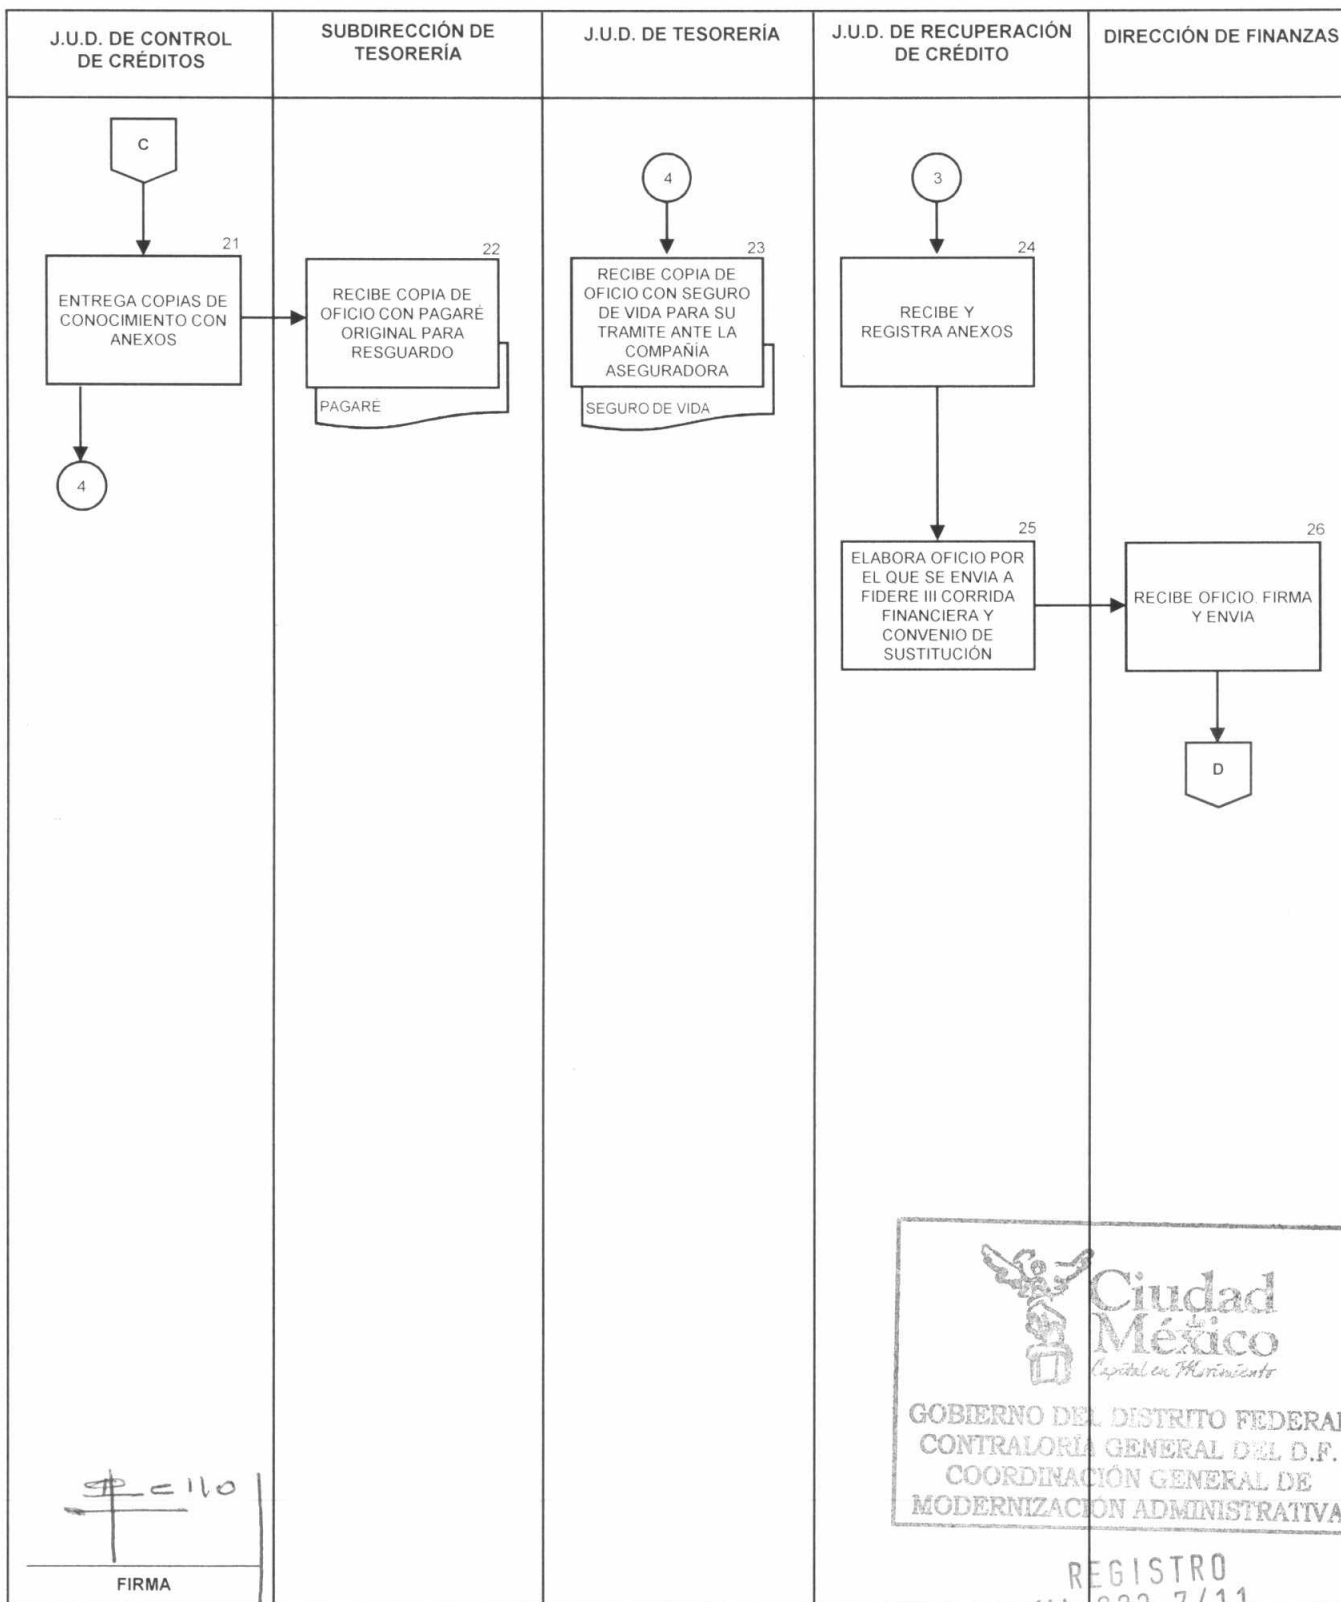 J.U.D. DE CONTROL
DE CRÉDITOS
SUBDIRECCIÓN DE
TESORERÍA
J.U.D. DE TESORERÍA
J.U.D. DE RECUPERACIÓN
DE CRÉDITO
DIRECCIÓN DE FINANZAS
C
21
ENTREGA COPIAS DE
CONOCIMIENTO CON
ANEXOS
4
22
RECIBE COPIA DE
OFICIO CON PAGARÉ
ORIGINAL PARA
RESGUARDO
PAGARÉ
4
23
RECIBE COPIA DE
OFICIO CON SEGURO
DE VIDA PARA SU
TRAMITE ANTE LA
COMPAÑÍA
ASEGURADORA
SEGURO DE VIDA
3
24
RECIBE Y
REGISTRA ANEXOS
25
ELABORA OFICIO POR
EL QUE SE ENVIA A
FIDERE III CORRIDA
FINANCIERA Y
CONVENIO DE
SUSTITUCIÓN
26
RECIBE OFICIO, FIRMA
Y ENVIA
D
Ciudad
de
México
Capital en Movimiento
GOBIERNO DEL DISTRITO FEDERAL
CONTRALORÍA GENERAL DEL D.F.
COORDINACIÓN GENERAL DE
MODERNIZACIÓN ADMINISTRATIVA
FIRMA
REGISTRO
7/11